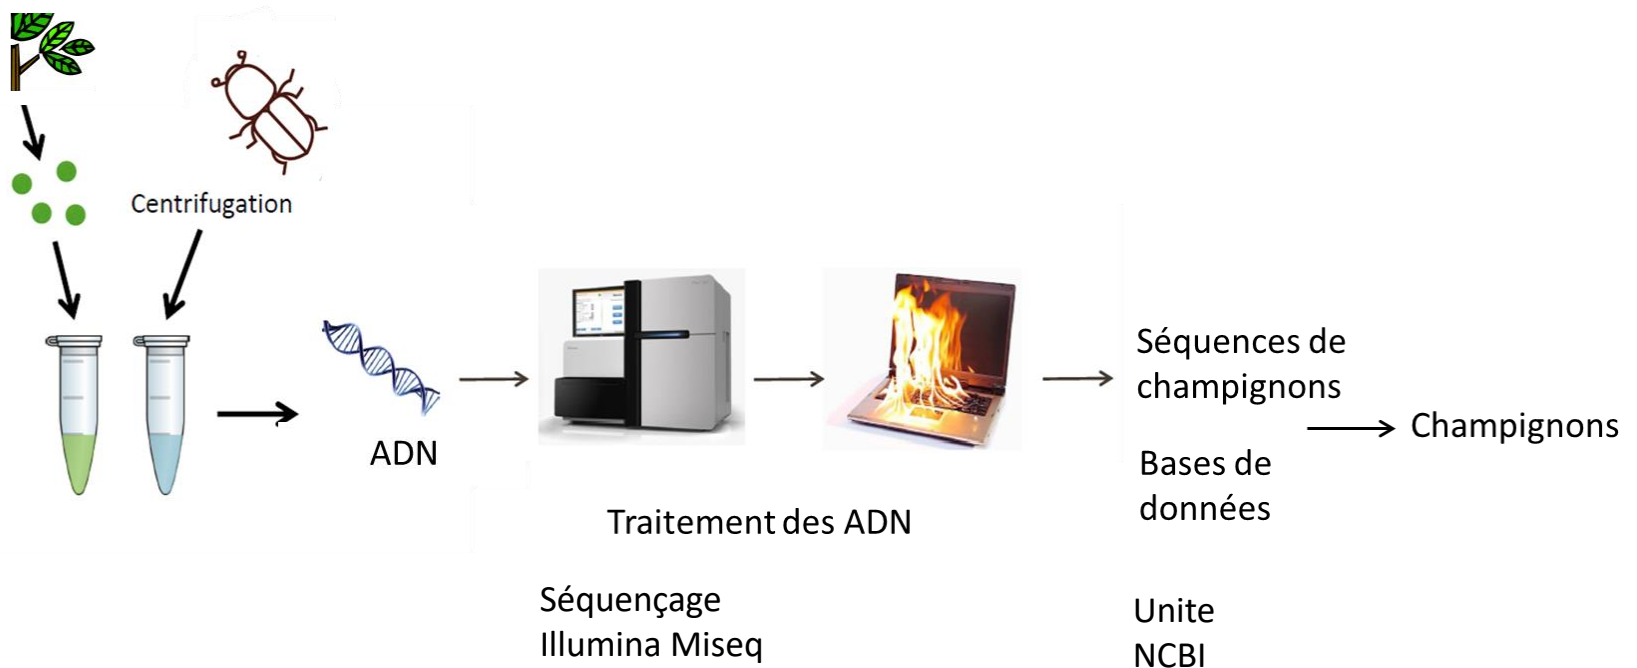 Centrifugation
ADN
Traitement des ADN
Séquençage
Illumina Miseq
Séquences de
champignons
Bases de
données
Champignons
Unite
NCBI